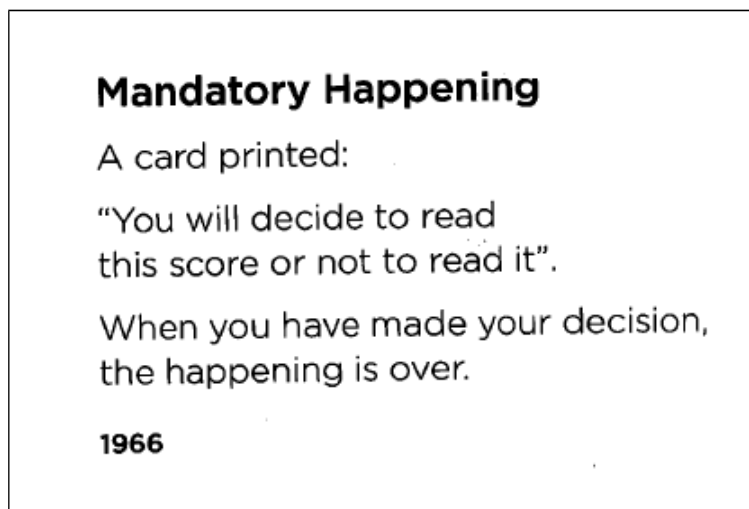 Mandatory Happening
A card printed:
“You will decide to read
this score or not to read it”.
When you have made your decision,
the happening is over.
1966